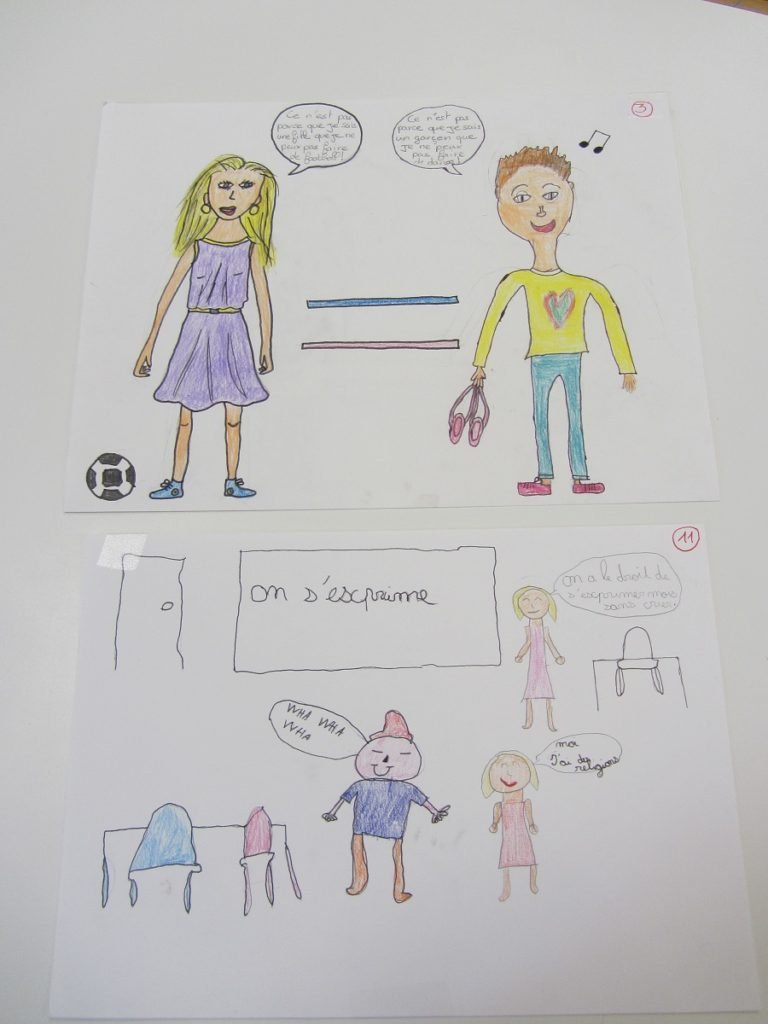 3
Ce n'est pas
parce que je suis
une fille que je ne
peux pas faire
de football!
Ce n'est pas
parce que je suis
un garçon que
je ne peux
pas faire
de danse!
11
on s'escprime
on a le droit de
s'escprimer mais
sans crier.
WHA WHA
WHA
moi
J'ai des
religions